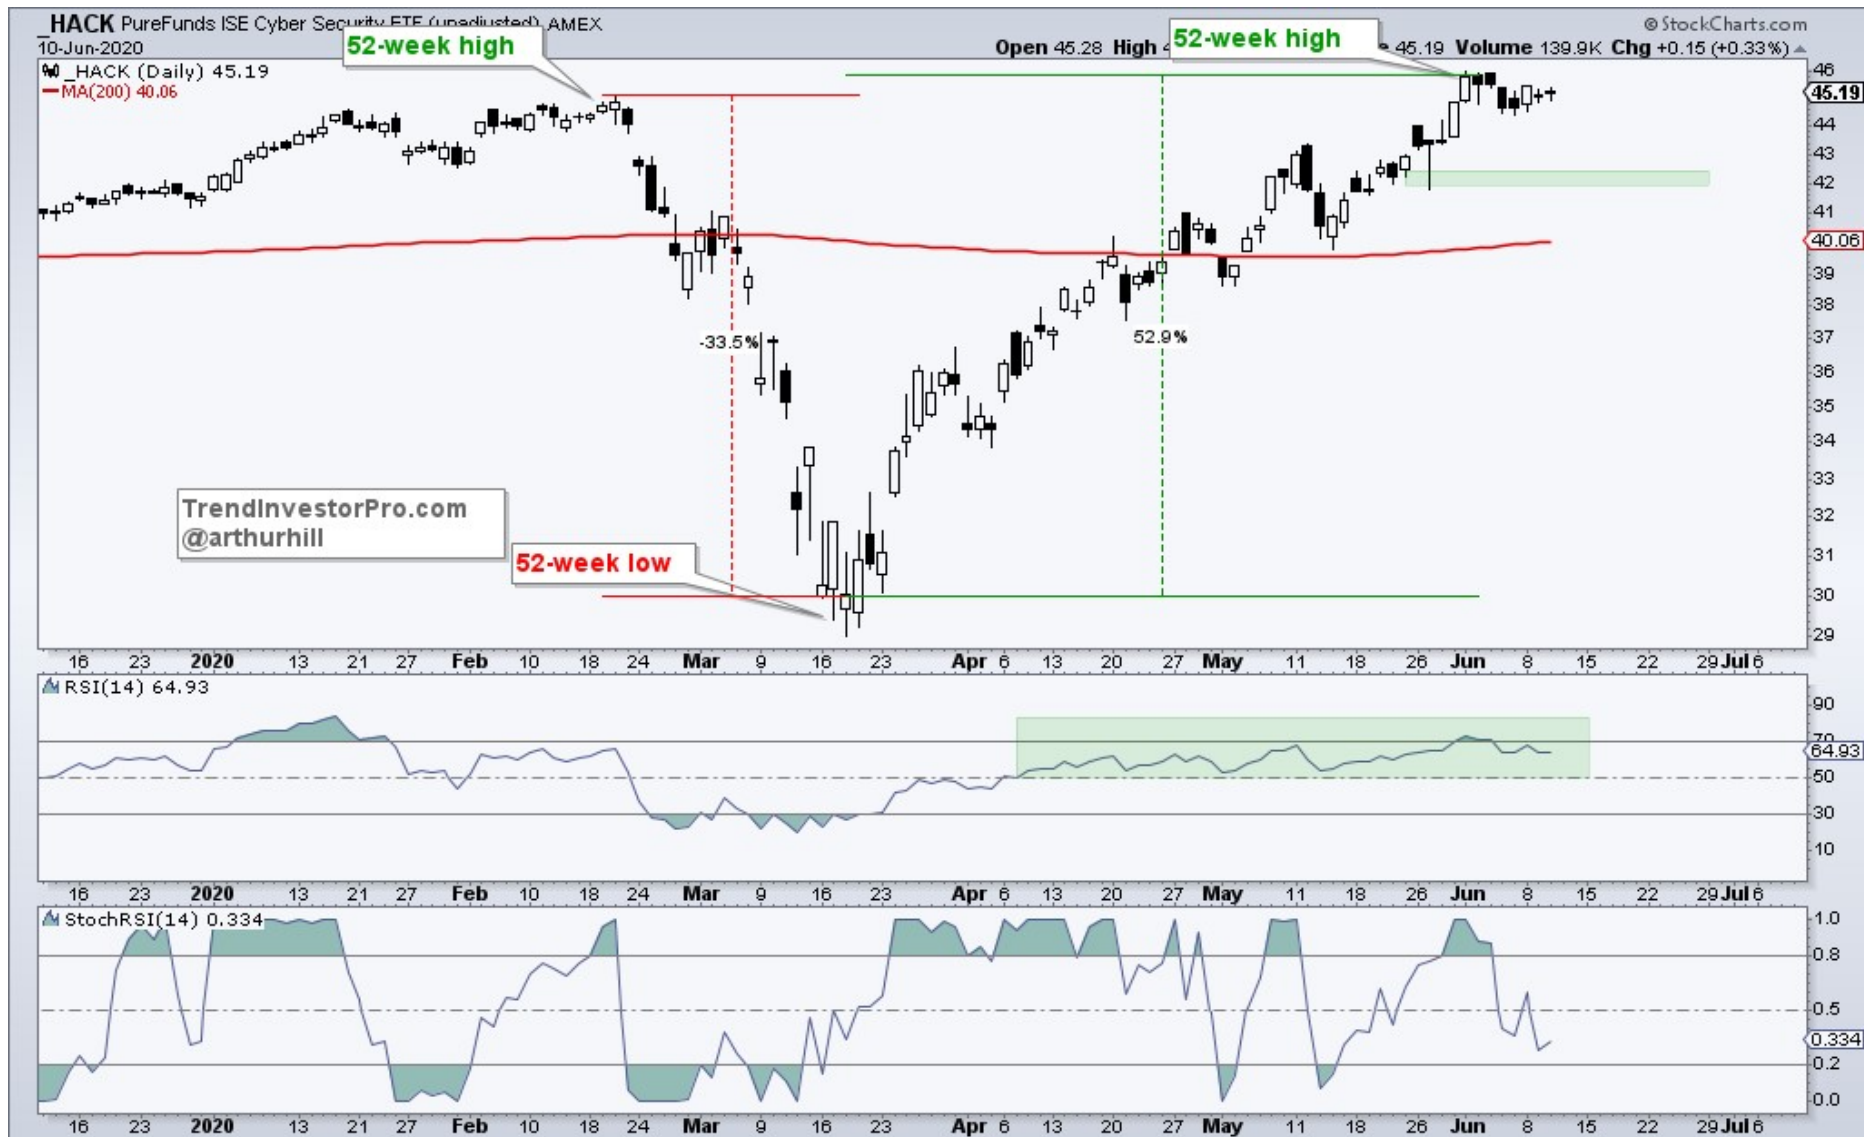 _HACK PureFunds ISE Cyber Security ETF (unadjusted) AMEX
© StockCharts.com
10-Jun-2020
Open 45.28 High 45.19 Volume 139.9K Chg +0.15 (+0.33%)
52-week high
52-week high
_HACK (Daily) 45.19
MA(200) 40.06
46
45.19
44
43
42
41
40.06
39
38
37
36
35
34
33
32
31
30
29
-33.5%
52.9%
TrendInvestorPro.com
@arthurhill
52-week low
16 23 2020 13 21 27 Feb 10 18 24 Mar 9 16 23 Apr 6 13 20 27 May 11 18 26 Jun 8 15 22 29 Jul 6
RSI(14) 64.93
90
70
64.93
50
30
10
16 23 2020 13 21 27 Feb 10 18 24 Mar 9 16 23 Apr 6 13 20 27 May 11 18 26 Jun 8 15 22 29 Jul 6
StochRSI(14) 0.334
1.0
0.8
0.5
0.334
0.2
0.0
16 23 2020 13 21 27 Feb 10 18 24 Mar 9 16 23 Apr 6 13 20 27 May 11 18 26 Jun 8 15 22 29 Jul 6